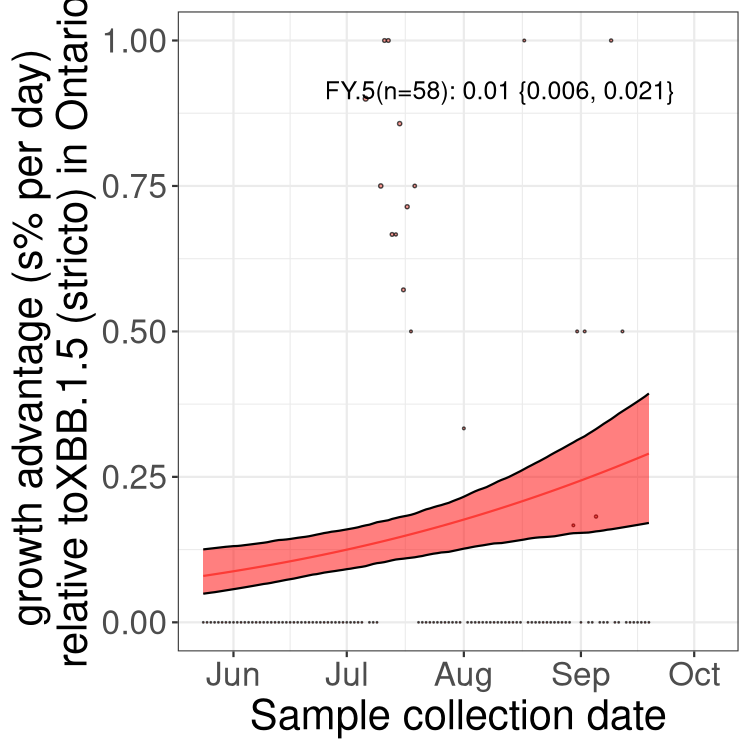 growth advantage (s% per day)
relative toXBB.1.5 (stricto) in Ontario
1.00
0.75
0.50
0.25
0.00
FY.5(n=58): 0.01 {0.006, 0.021}
Jun Jul Aug Sep Oct
Sample collection date